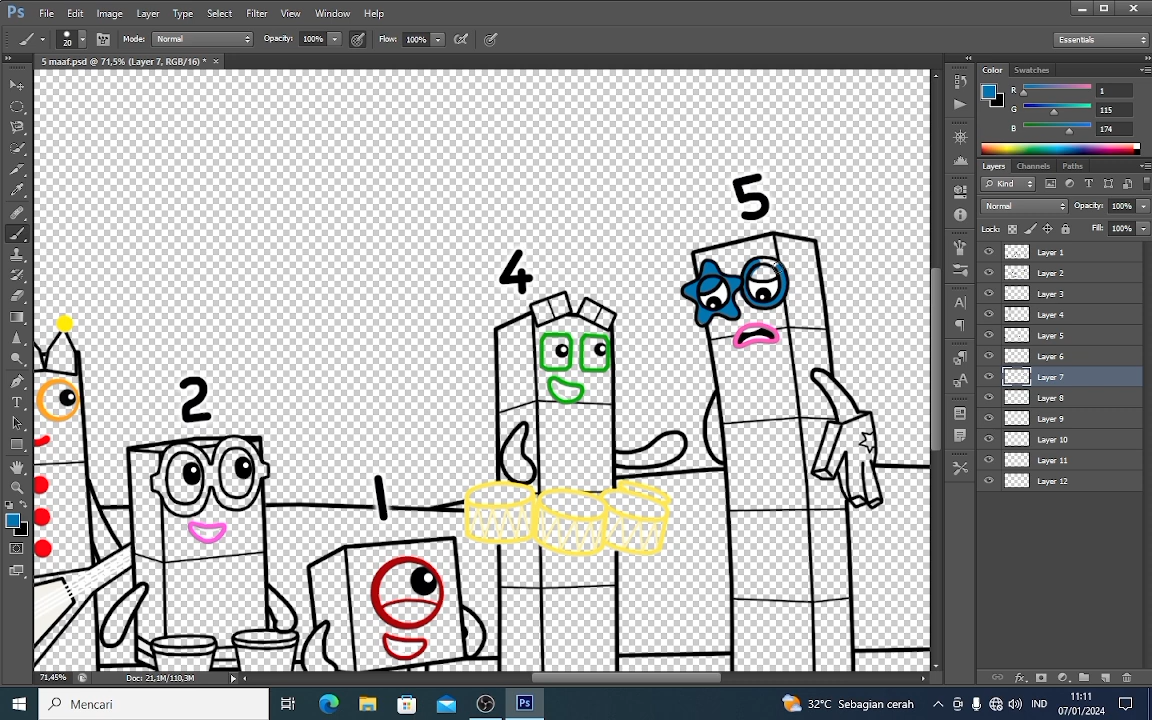 Ps File Edit Image Layer Type Select Filter View Window Help
20 Mode: Normal Opacity: 100% Flow: 100% Essentials
5 maaf.psd @ 71,5% (Layer 7, RGB/16) * ×
Color Swatches
R 1
G 115
B 174
Layers Channels Paths
Kind
Normal Opacity: 100%
Lock: Fill: 100%
Layer 1
Layer 2
Layer 3
Layer 4
Layer 5
Layer 6
Layer 7
Layer 8
Layer 9
Layer 10
Layer 11
Layer 12
5
4
2
1
71,45% Doc: 21,1M/110,3M
Mencari
Ps
32°C Sebagian cerah
IND
11:11
07/01/2024